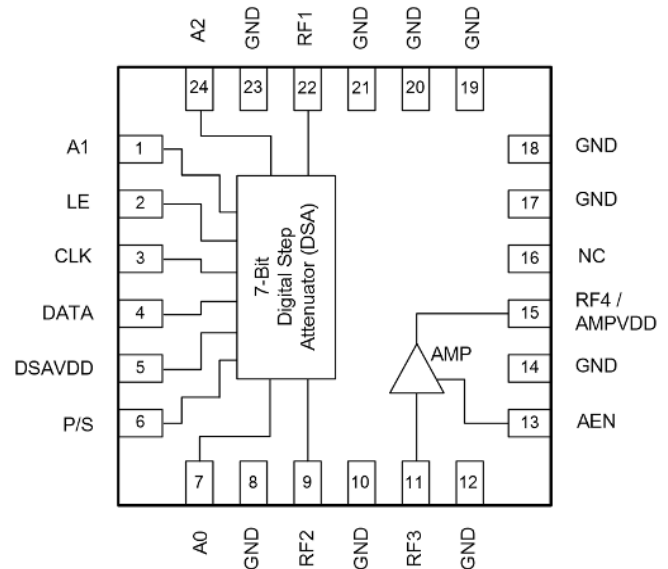 A2
GND
RF1
GND
GND
GND
24
23
22
21
20
19
A1
1
LE
2
CLK
3
DATA
4
DSAVDD
5
P/S
6
7-Bit
Digital Step
Attenuator (DSA)
AMP
18
GND
17
GND
16
NC
15
RF4 /
AMPVDD
14
GND
13
AEN
7
8
9
10
11
12
A0
GND
RF2
GND
RF3
GND